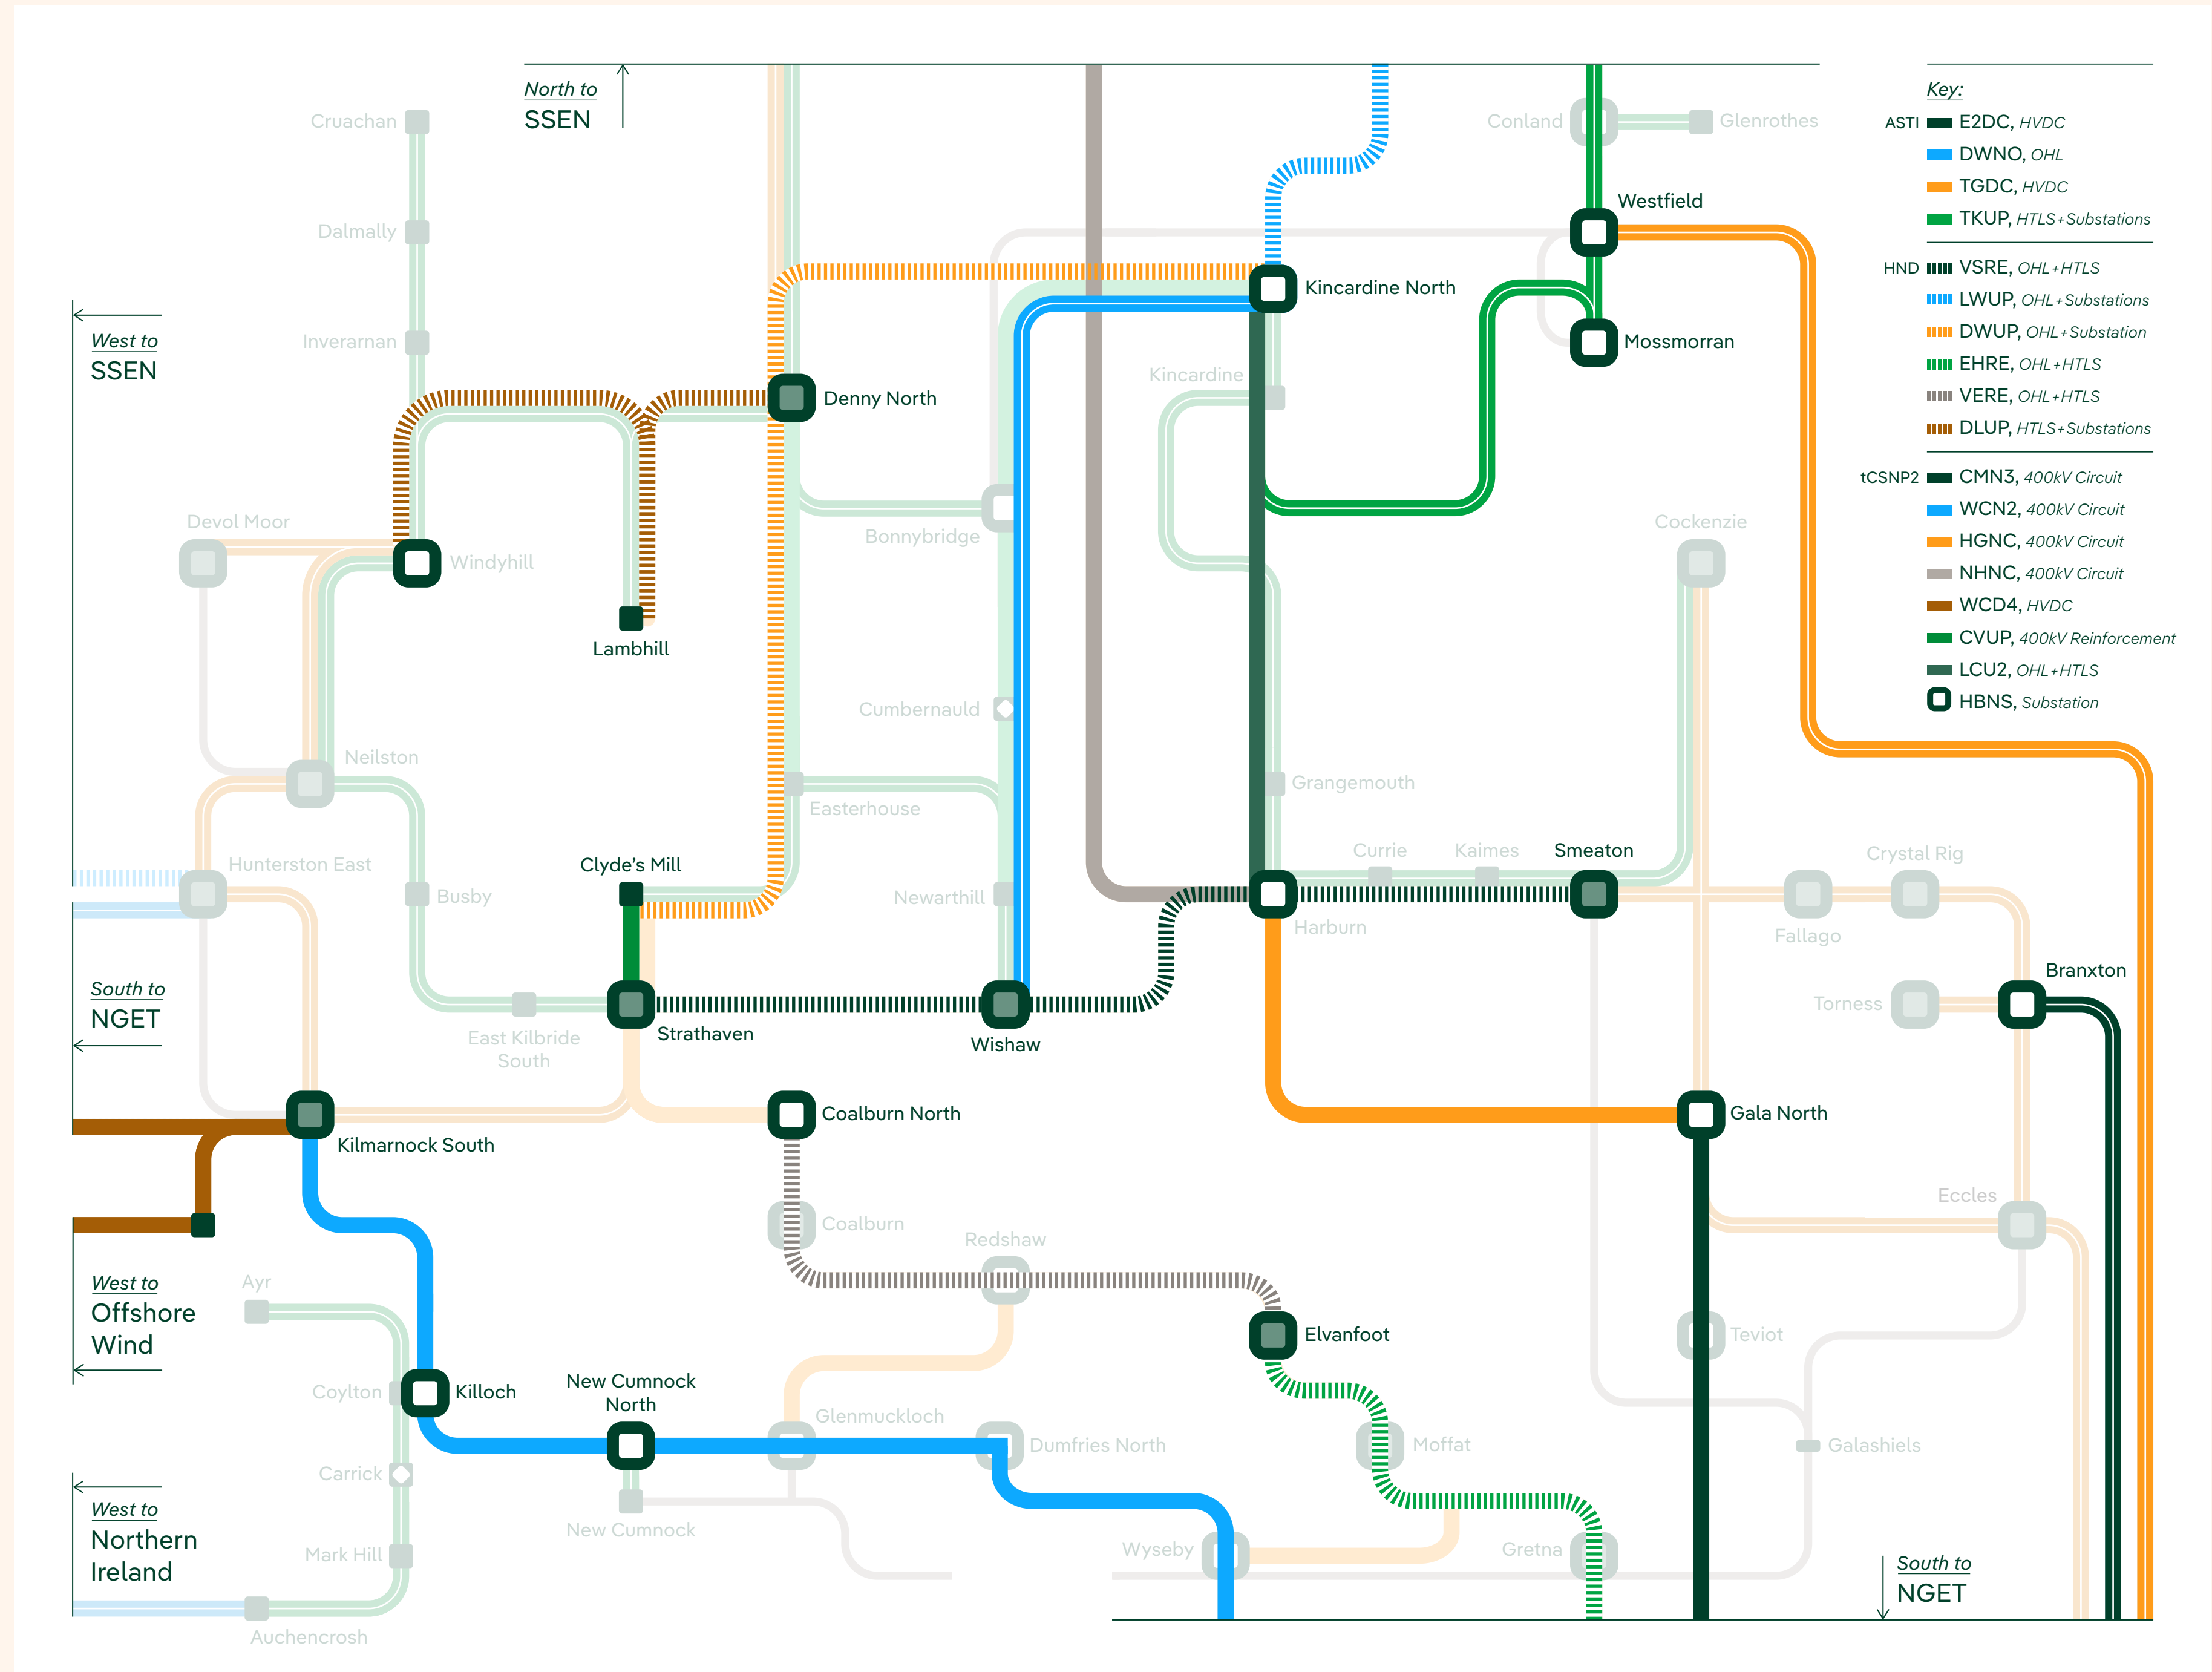 North to
SSEN
Key:
ASTI
E2DC, HVDC
DWNO, OHL
TGDC, HVDC
TKUP, HTLS+Substations
HND
VSRE, OHL+HTLS
LWUP, OHL+Substations
DWUP, OHL+Substation
EHRE, OHL+HTLS
VERE, OHL+HTLS
DLUP, HTLS+Substations
tCSNP2
CMN3, 400kV Circuit
WCN2, 400kV Circuit
HGNC, 400kV Circuit
NHNC, 400kV Circuit
WCD4, HVDC
CVUP, 400kV Reinforcement
LCU2, OHL+HTLS
HBNS, Substation
Cruachan
Conland
Glenrothes
Westfield
Dalmally
Kincardine North
West to
SSEN
Inverarnan
Mossmorran
Kincardine
Denny North
Devol Moor
Bonnybridge
Cockenzie
Windyhill
Lambhill
Cumbernauld
Neilston
Grangemouth
Easterhouse
Hunterston East
Clyde's Mill
Currie
Kaimes
Smeaton
Crystal Rig
Busby
Newarthill
Harburn
Fallago
Branxton
South to
NGET
Torness
East Kilbride
South
Strathaven
Wishaw
Coalburn North
Gala North
Kilmarnock South
Eccles
Coalburn
Redshaw
West to
Offshore
Wind
Ayr
Elvanfoot
Teviot
Coylton
Killoch
New Cumnock
North
Glenmuckloch
Dumfries North
Moffat
Galashiels
Carrick
West to
Northern
Ireland
New Cumnock
Mark Hill
Wyseby
Gretna
South to
NGET
Auchencrosh